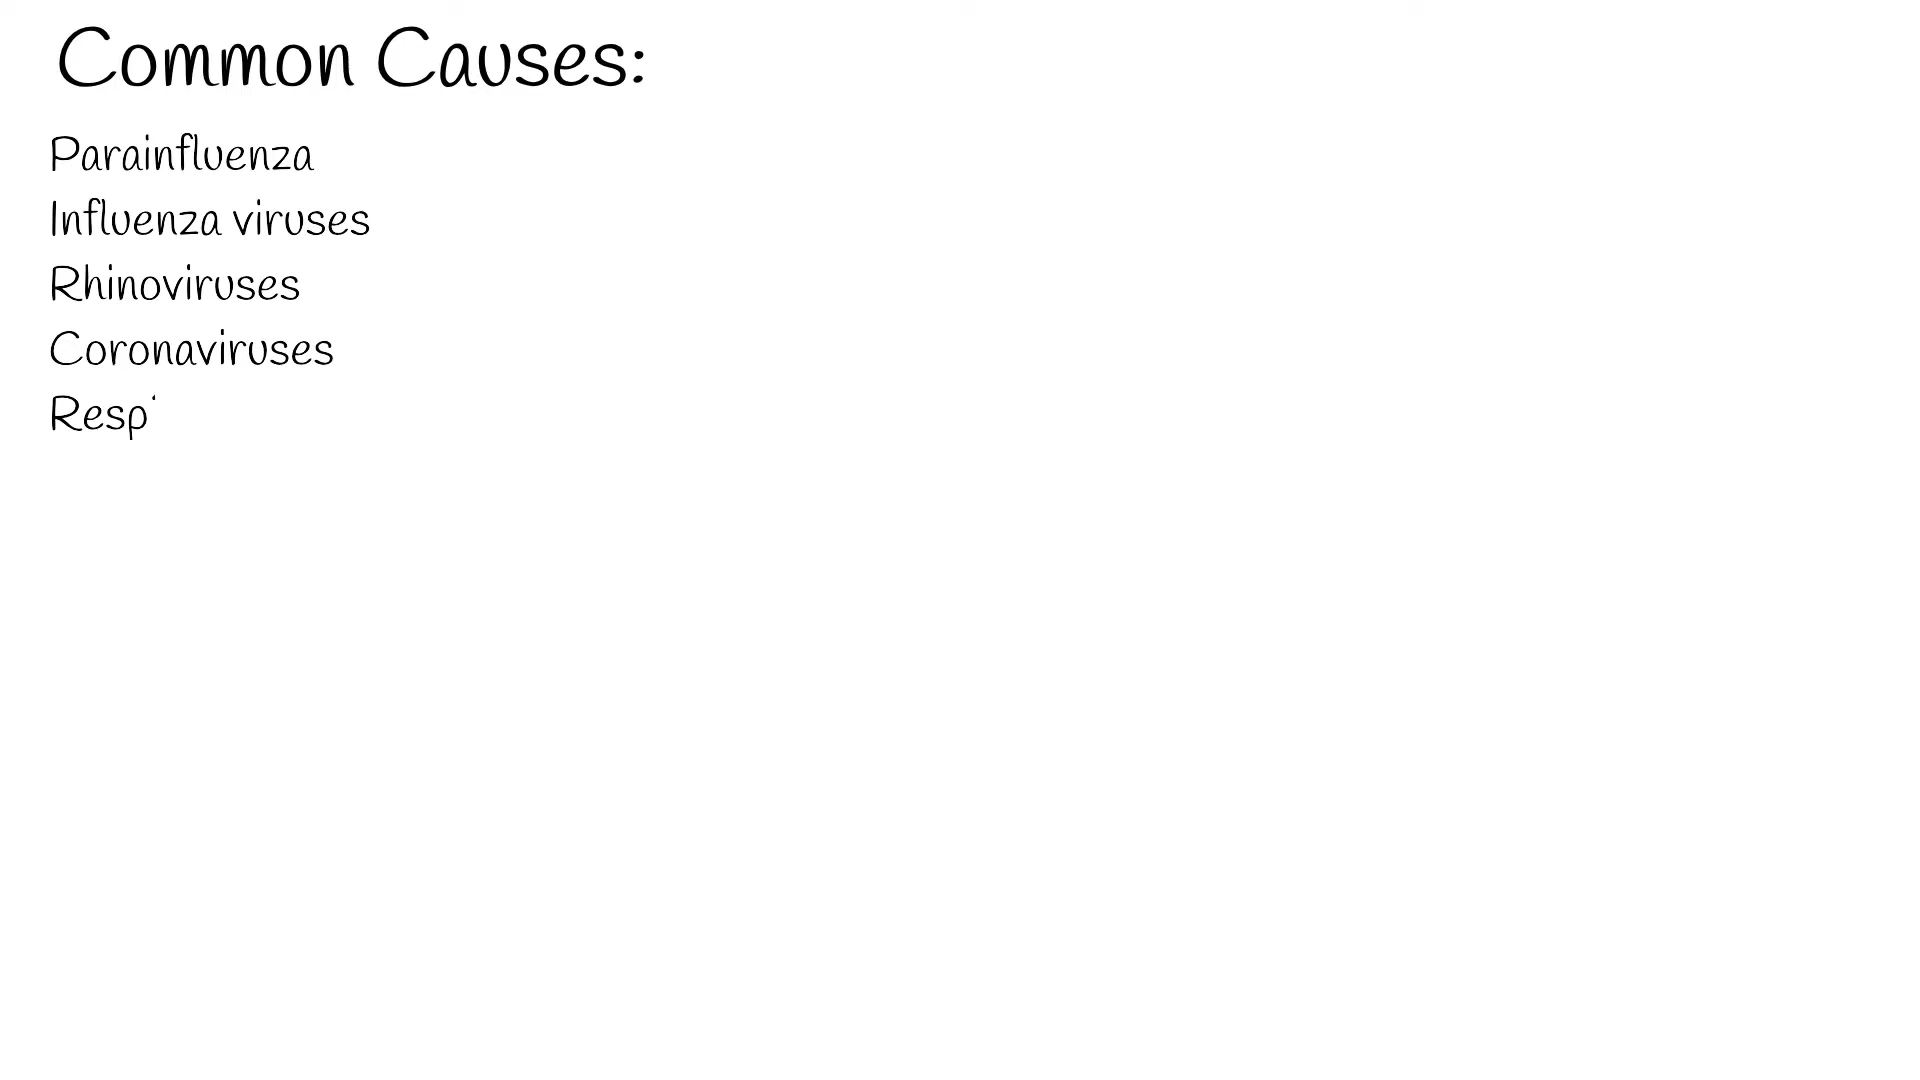 Common Causes:
Parainfluenza
Influenza viruses
Rhinoviruses
Coronaviruses
Resp